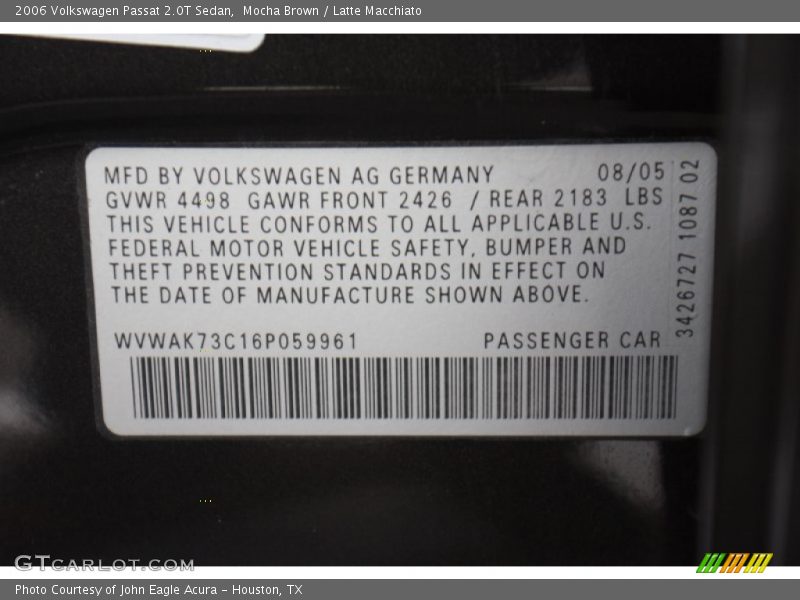 2006 Volkswagen Passat 2.0T Sedan,  Mocha Brown / Latte Macchiato
MFD BY VOLKSWAGEN AG GERMANY 08/05
GVWR 4498 GAWR FRONT 2426 / REAR 2183 LBS
THIS VEHICLE CONFORMS TO ALL APPLICABLE U.S.
FEDERAL MOTOR VEHICLE SAFETY, BUMPER AND
THEFT PREVENTION STANDARDS IN EFFECT ON
THE DATE OF MANUFACTURE SHOWN ABOVE.
WVWAK73C16P059961 PASSENGER CAR
3426727 1087 02
GTCARLOT.COM
Photo Courtesy of John Eagle Acura - Houston, TX